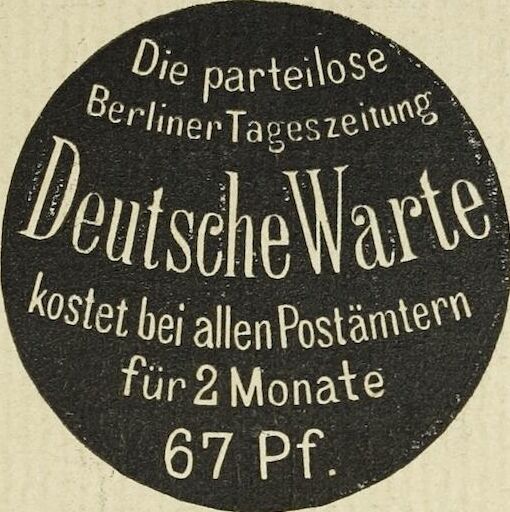 Die parteilose
Berliner Tageszeitung
Deutsche Warte
kostet bei allen Postämtern
für 2 Monate
67 Pf.